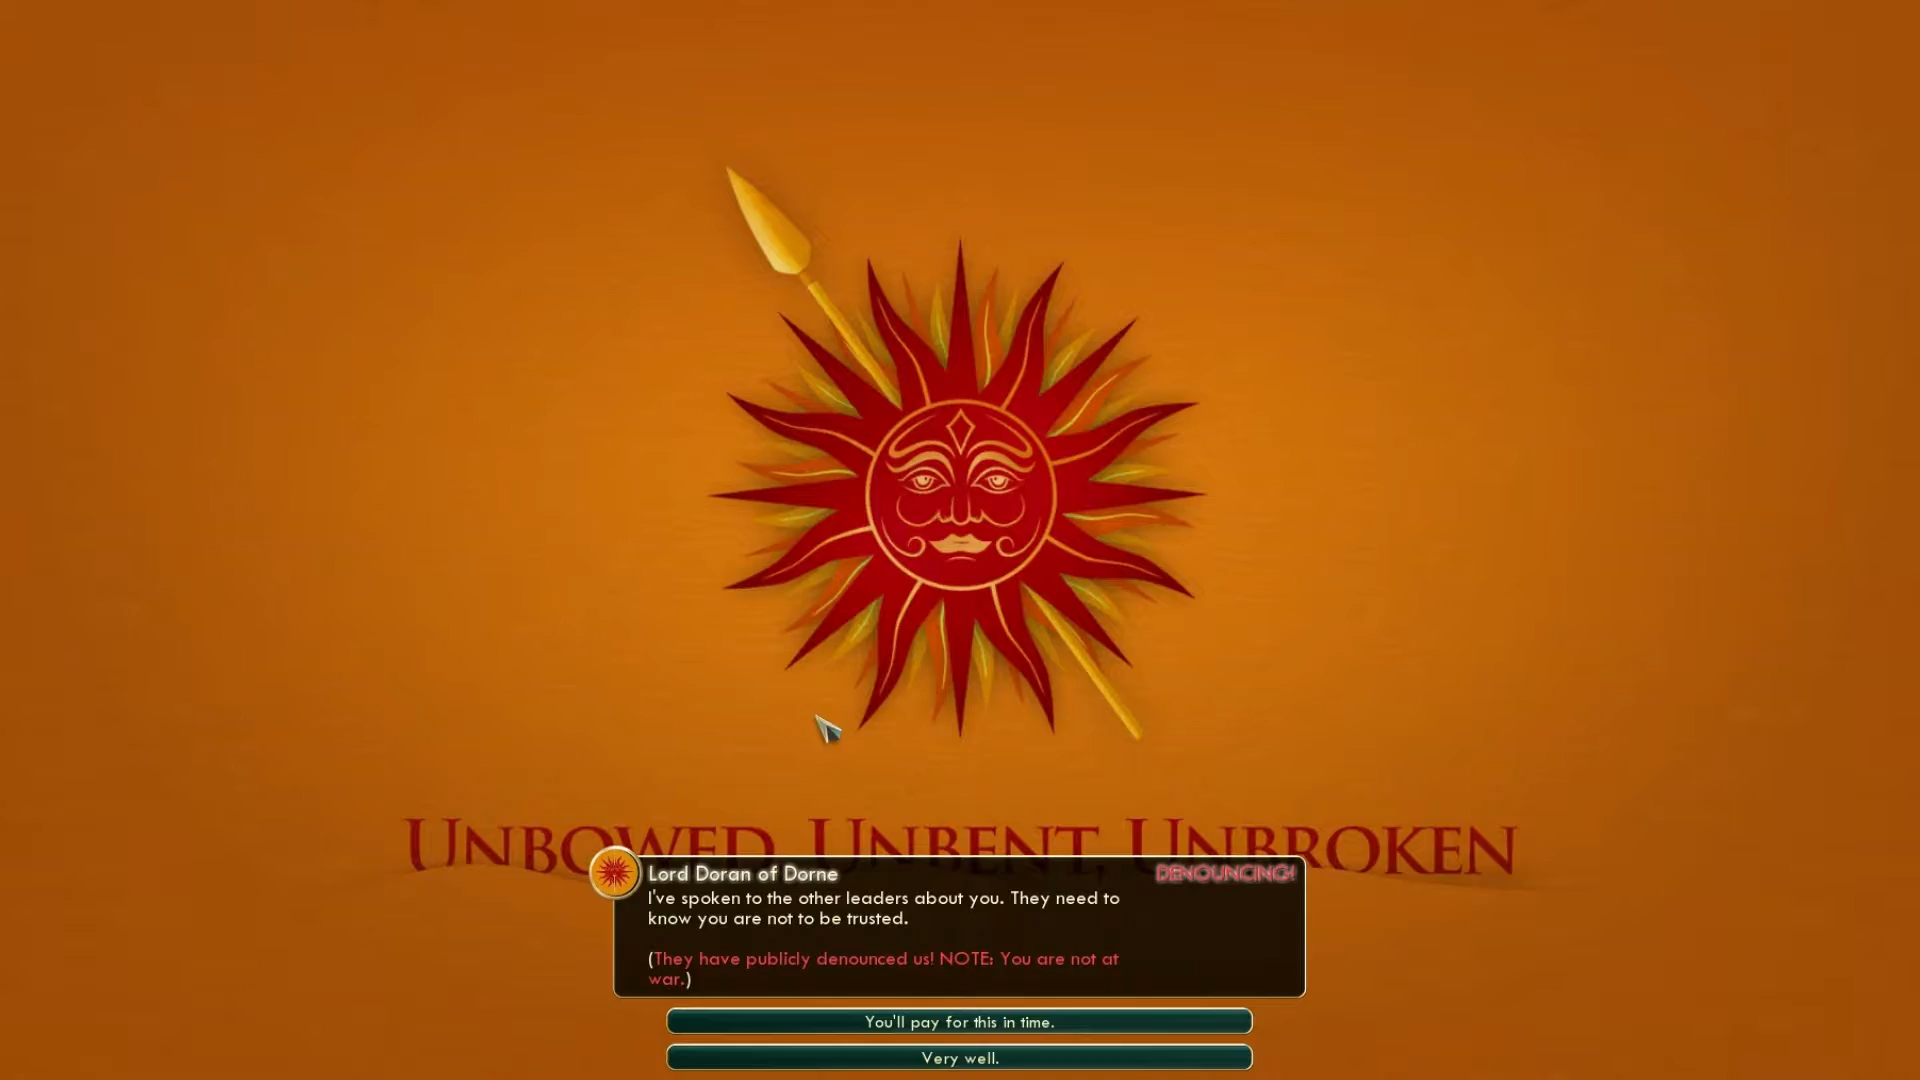 UNBOWED, UNBENT, UNBROKEN
Lord Doran of Dorne
DENOUNCING!
I've spoken to the other leaders about you. They need to
know you are not to be trusted.
(They have publicly denounced us! NOTE: You are not at
war.)
You'll pay for this in time.
Very well.